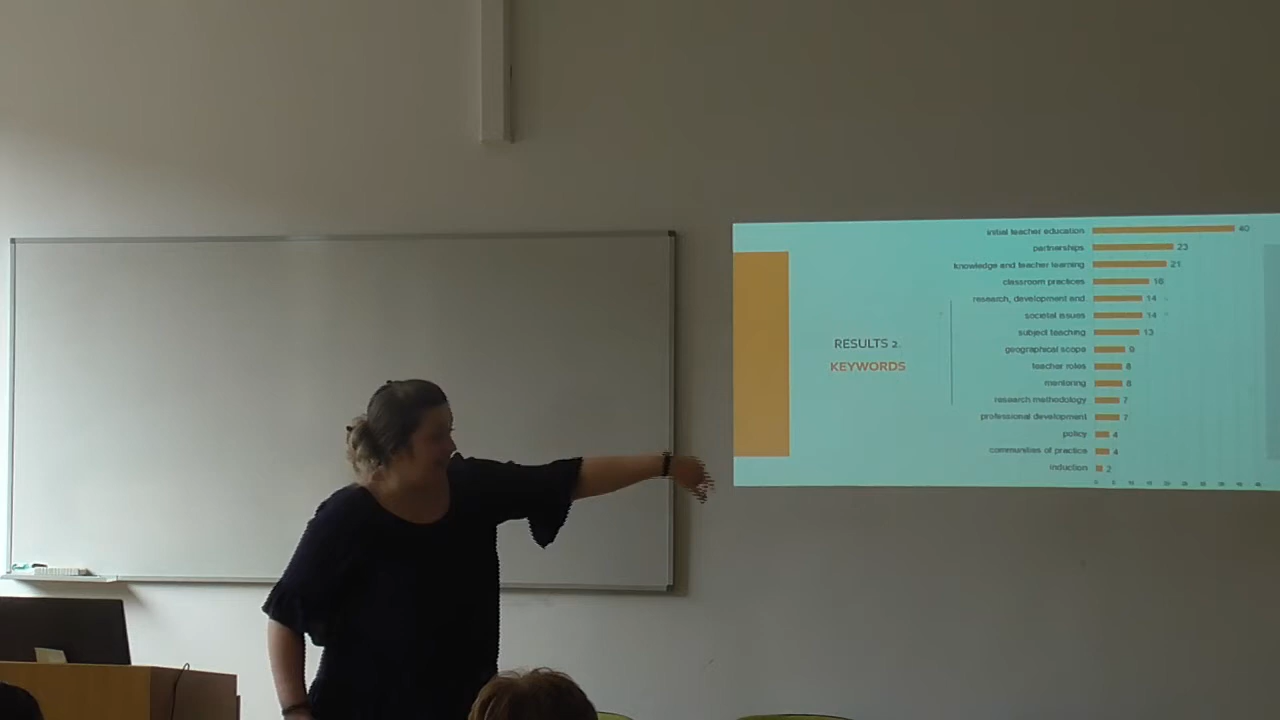 RESULTS 2.
KEYWORDS
initial teacher education 40
partnerships 23
knowledge and teacher learning 21
classroom practices 16
research, development and 14
societal issues 14
subject teaching 13
geographical scope 9
teacher roles 8
mentoring 8
research methodology 7
professional development 7
policy 4
communities of practice 4
induction 2